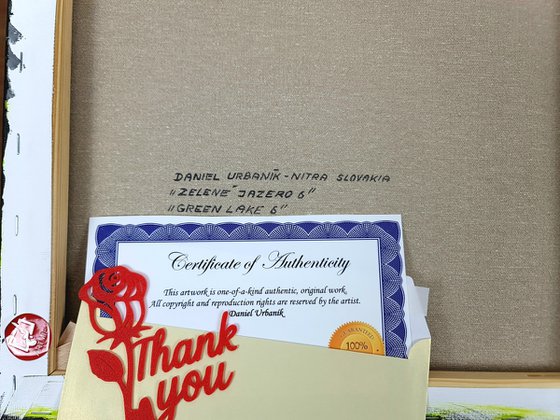 DANIEL URBANÍK - NITRA SLOVAKIA
"ZELENÉ JAZERO 6"
"GREEN LAKE 6"
Certificate of Authenticity
This artwork is one-of-a-kind authentic, original work.
All copyright and reproduction rights are reserved by the artist.
Daniel Urbaník
GUARANTEED
100%
Thank
you